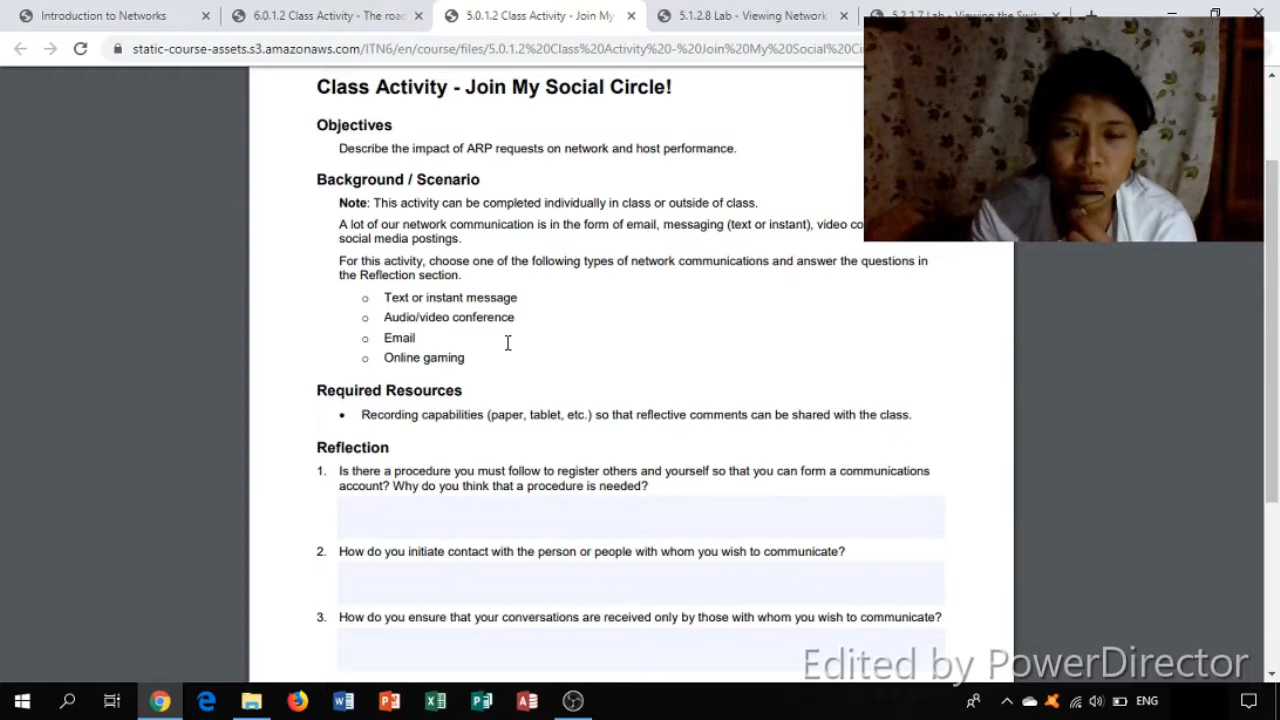 Introduction to Networks
6.0.1.2 Class Activity - The road
5.0.1.2 Class Activity - Join My
5.1.2.8 Lab - Viewing Network
5.2.1.7 Lab - Viewing the Swit
static-course-assets.s3.amazonaws.com/ITN6/en/course/files/5.0.1.2%20Class%20Activity%20-%20Join%20My%20Social%20Ci
Class Activity - Join My Social Circle!
Objectives
Describe the impact of ARP requests on network and host performance.
Background / Scenario
Note: This activity can be completed individually in class or outside of class.
A lot of our network communication is in the form of email, messaging (text or instant), video co
social media postings.
For this activity, choose one of the following types of network communications and answer the questions in
the Reflection section.
o Text or instant message
o Audio/video conference
o Email
o Online gaming
Required Resources
• Recording capabilities (paper, tablet, etc.) so that reflective comments can be shared with the class.
Reflection
1. Is there a procedure you must follow to register others and yourself so that you can form a communications
account? Why do you think that a procedure is needed?
2. How do you initiate contact with the person or people with whom you wish to communicate?
3. How do you ensure that your conversations are received only by those with whom you wish to communicate?
Edited by PowerDirector
ENG